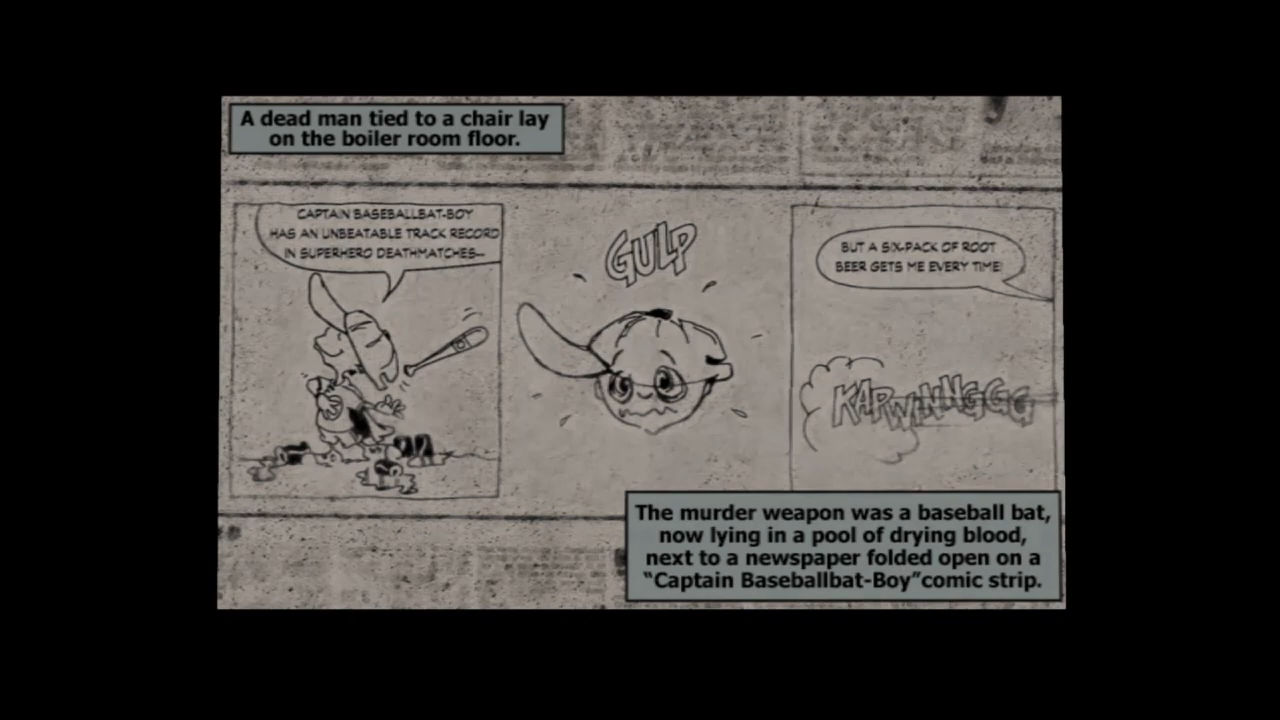 A dead man tied to a chair lay
on the boiler room floor.
CAPTAIN BASEBALLBAT-BOY
HAS AN UNBEATABLE TRACK RECORD
IN SUPERHERO DEATHMATCHES--
GULP
BUT A SIX-PACK OF ROOT
BEER GETS ME EVERY TIME!
KAPWINNGGG
The murder weapon was a baseball bat,
now lying in a pool of drying blood,
next to a newspaper folded open on a
“Captain Baseballbat-Boy”comic strip.